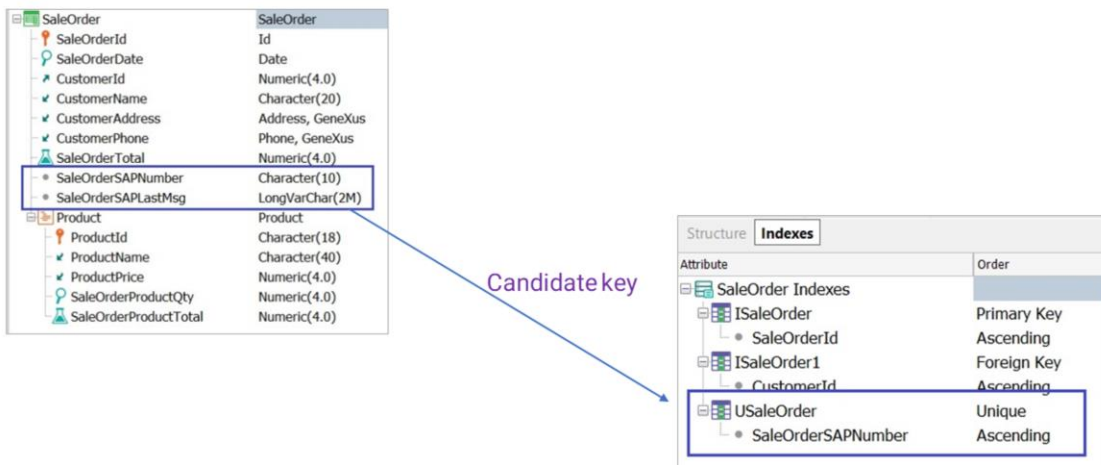 SaleOrder SaleOrder
SaleOrderId Id
SaleOrderDate Date
CustomerId Numeric(4.0)
CustomerName Character(20)
CustomerAddress Address, GeneXus
CustomerPhone Phone, GeneXus
SaleOrderTotal Numeric(4.0)
SaleOrderSAPNumber Character(10)
SaleOrderSAPLastMsg LongVarChar(2M)
Product Product
ProductId Character(18)
ProductName Character(40)
ProductPrice Numeric(4.0)
SaleOrderProductQty Numeric(4.0)
SaleOrderProductTotal Numeric(4.0)
Candidate key
Structure Indexes
Attribute Order
SaleOrder Indexes
ISaleOrder Primary Key
SaleOrderId Ascending
ISaleOrder1 Foreign Key
CustomerId Ascending
USaleOrder Unique
SaleOrderSAPNumber Ascending